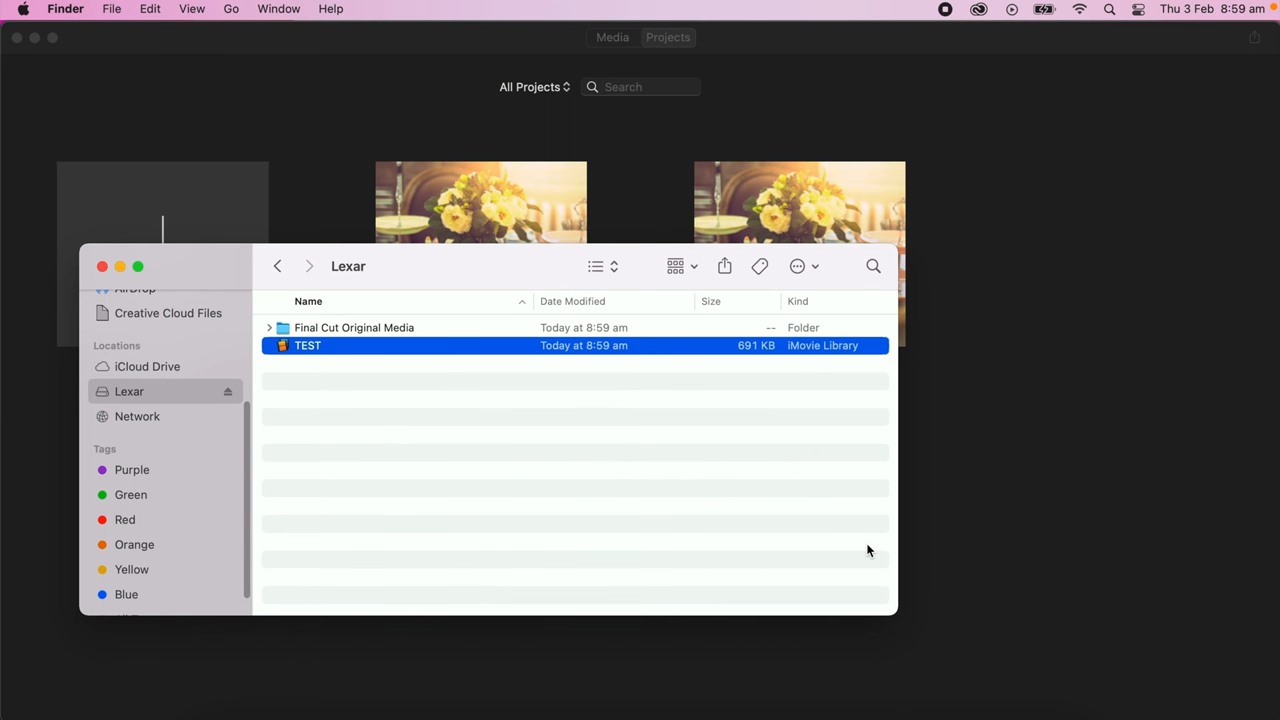 Finder File Edit View Go Window Help Thu 3 Feb 8:59 am
Media Projects
All Projects Search
Lexar
Name Date Modified Size Kind
AirDrop
Creative Cloud Files
Final Cut Original Media Today at 8:59 am -- Folder
Locations
TEST Today at 8:59 am 691 KB iMovie Library
iCloud Drive
Lexar
Network
Tags
Purple
Green
Red
Orange
Yellow
Blue